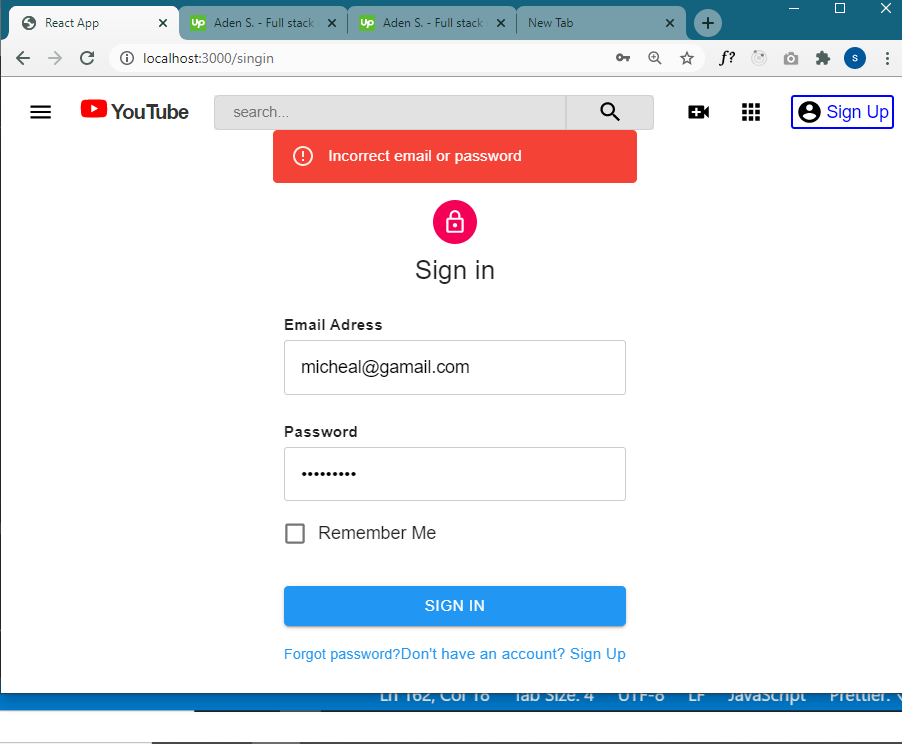 React App
Up Aden S. - Full stack
Up Aden S. - Full stack
New Tab
localhost:3000/singin
f?
S
YouTube
search...
Sign Up
Incorrect email or password
Sign in
Email Adress
micheal@gamail.com
Password
Remember Me
SIGN IN
Forgot password?Don't have an account? Sign Up
Ln 162, Col 18 Tab Size: 4 UTF-8 LF JavaScript Prettier: